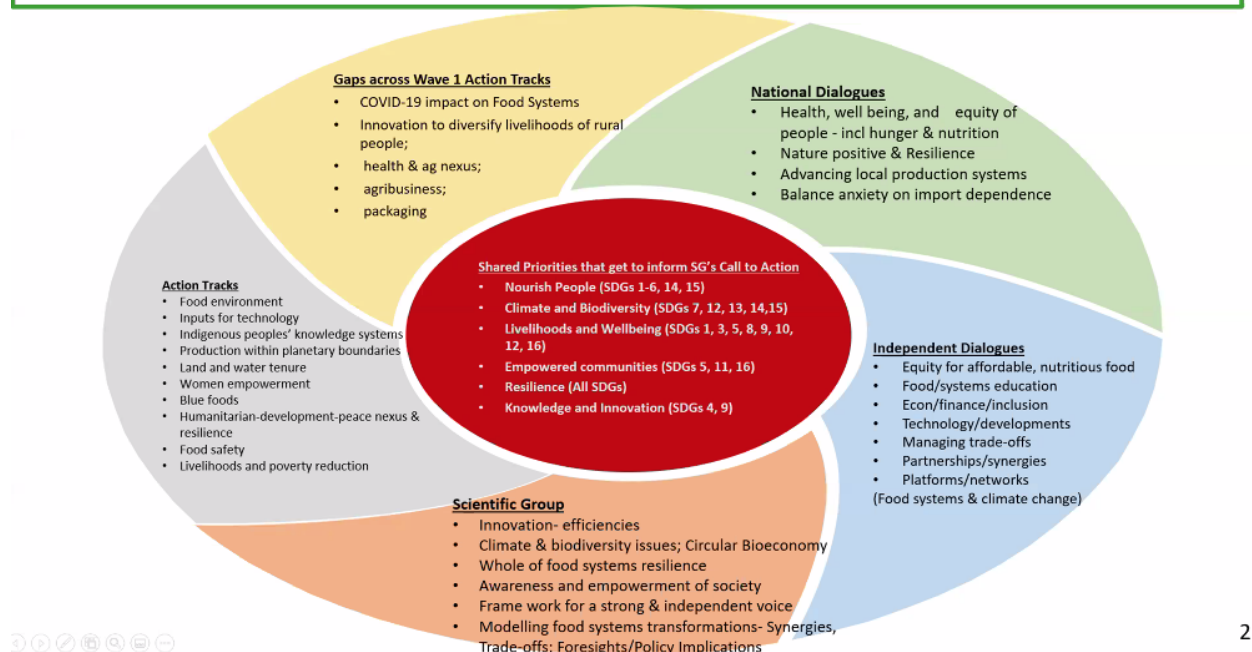 Gaps across Wave 1 Action Tracks
• COVID-19 impact on Food Systems
• Innovation to diversify livelihoods of rural
people;
• health & ag nexus;
• agribusiness;
• packaging
National Dialogues
• Health, well being, and equity of
people - incl hunger & nutrition
• Nature positive & Resilience
• Advancing local production systems
• Balance anxiety on import dependence
Action Tracks
• Food environment
• Inputs for technology
• Indigenous peoples' knowledge systems
• Production within planetary boundaries
• Land and water tenure
• Women empowerment
• Blue foods
• Humanitarian-development-peace nexus &
resilience
• Food safety
• Livelihoods and poverty reduction
Shared Priorities that get to inform SG's Call to Action
• Nourish People (SDGs 1-6, 14, 15)
• Climate and Biodiversity (SDGs 7, 12, 13, 14,15)
• Livelihoods and Wellbeing (SDGs 1, 3, 5, 8, 9, 10,
12, 16)
• Empowered communities (SDGs 5, 11, 16)
• Resilience (All SDGs)
• Knowledge and Innovation (SDGs 4, 9)
Independent Dialogues
• Equity for affordable, nutritious food
• Food/systems education
• Econ/finance/inclusion
• Technology/developments
• Managing trade-offs
• Partnerships/synergies
• Platforms/networks
(Food systems & climate change)
Scientific Group
• Innovation- efficiencies
• Climate & biodiversity issues; Circular Bioeconomy
• Whole of food systems resilience
• Awareness and empowerment of society
• Frame work for a strong & independent voice
• Modelling food systems transformations- Synergies,
Trade-offs; Foresights/Policy Implications
2